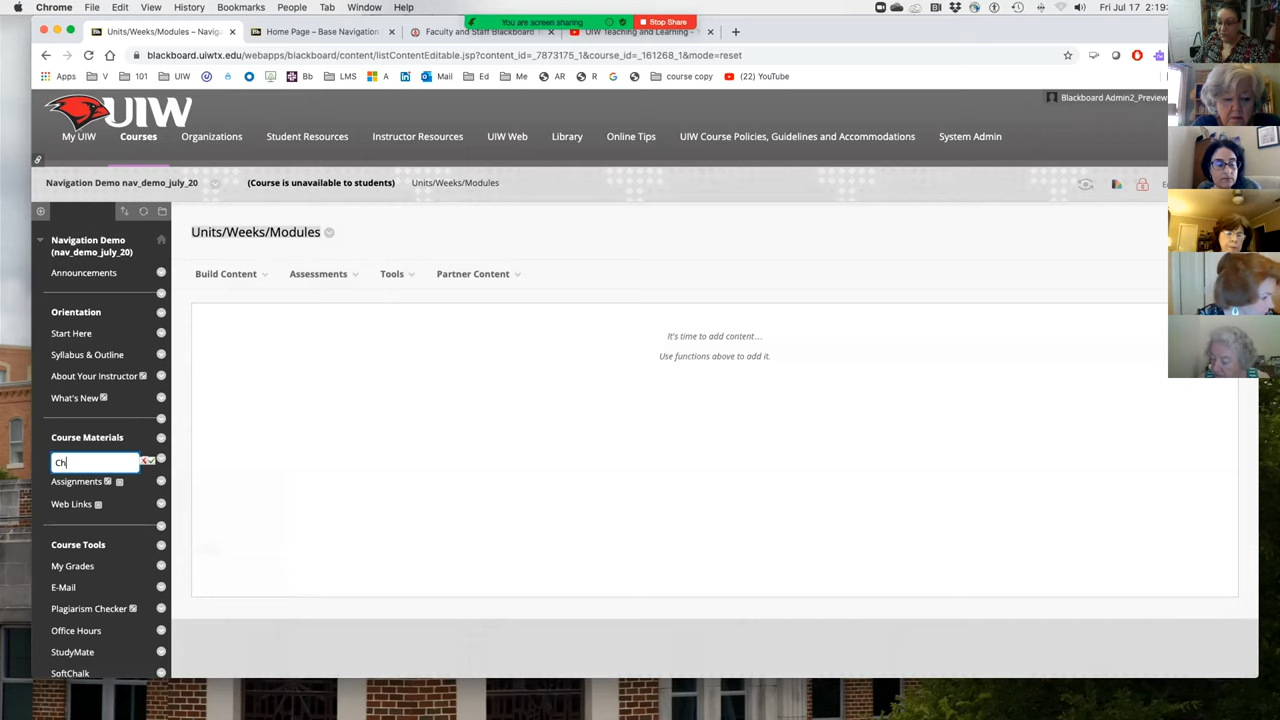 Chrome File Edit View History Bookmarks People Tab Window Help
You are screen sharing Stop Share
Fri Jul 17 2:19
Units/Weeks/Modules – Navig
Home Page – Base Navigation
Faculty and Staff Blackboard
UIW Teaching and Learning -
blackboard.uiwtx.edu/webapps/blackboard/content/listContentEditable.jsp?content_id=_7873175_1&course_id=_161268_1&mode=reset
Apps V 101 UIW Bb LMS A Mail Ed Me AR R course copy (22) YouTube
UIW
Blackboard Admin2_Preview
My UIW Courses Organizations Student Resources Instructor Resources UIW Web Library Online Tips UIW Course Policies, Guidelines and Accommodations System Admin
Navigation Demo nav_demo_july_20 (Course is unavailable to students) Units/Weeks/Modules
Navigation Demo
(nav_demo_july_20)
Announcements
Orientation
Start Here
Syllabus & Outline
About Your Instructor
What's New
Course Materials
Ch
Assignments
Web Links
Course Tools
My Grades
E-Mail
Plagiarism Checker
Office Hours
StudyMate
SoftChalk
Units/Weeks/Modules
Build Content Assessments Tools Partner Content
It's time to add content…
Use functions above to add it.